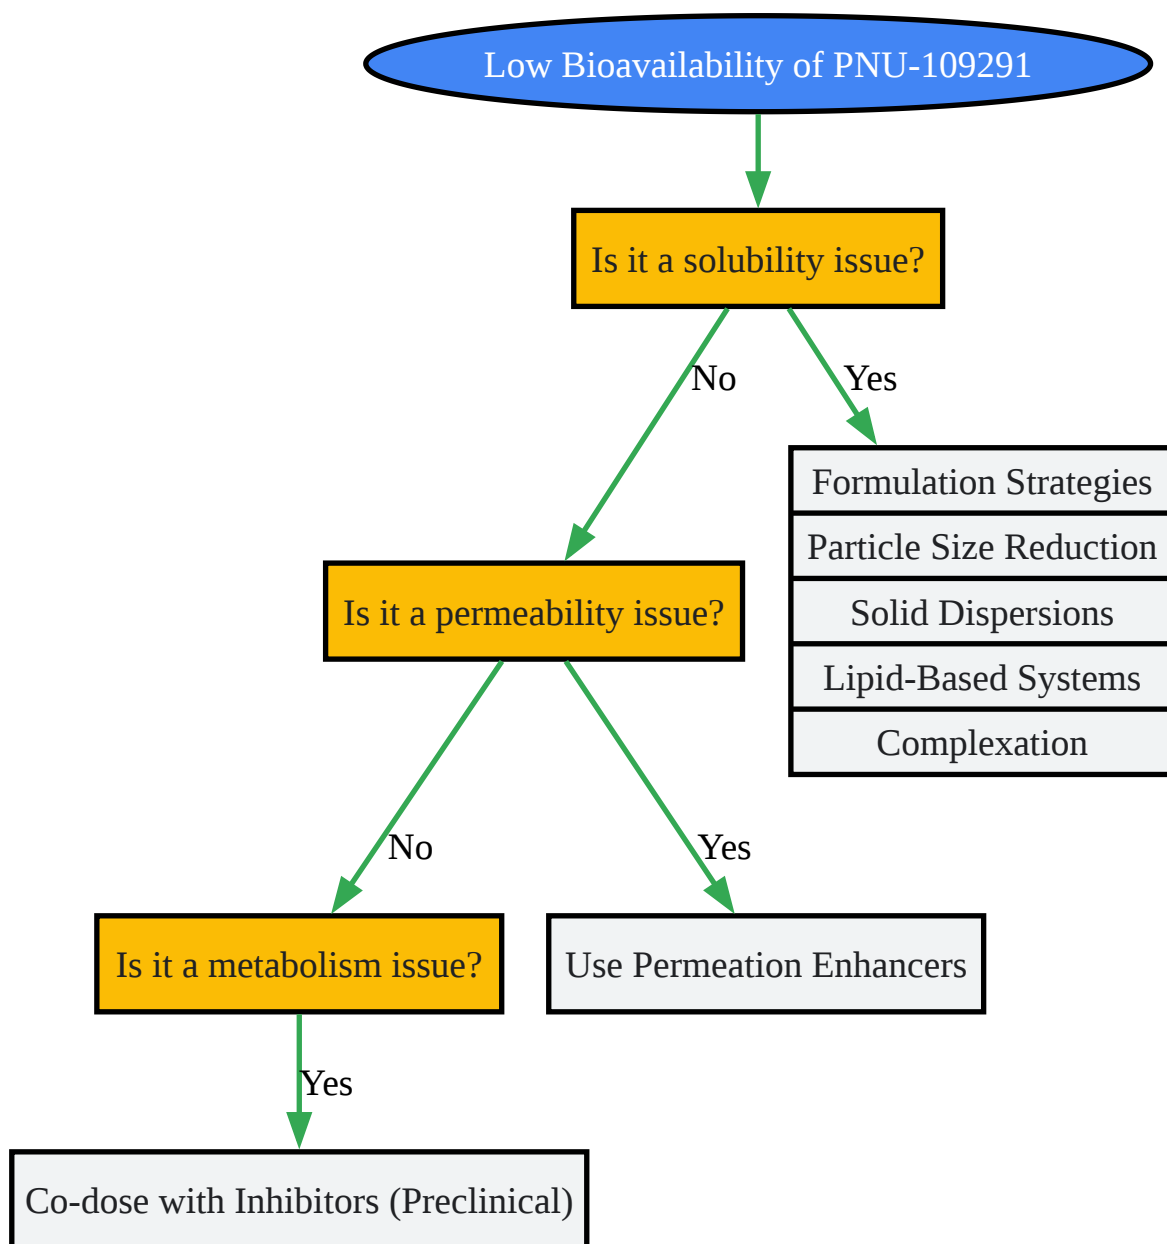 Low Bioavailability of PNU-109291
Is it a solubility issue?
No
Yes
Formulation Strategies
Particle Size Reduction
Solid Dispersions
Lipid-Based Systems
Complexation
Is it a permeability issue?
No
Yes
Is it a metabolism issue?
Use Permeation Enhancers
Yes
Co-dose with Inhibitors (Preclinical)